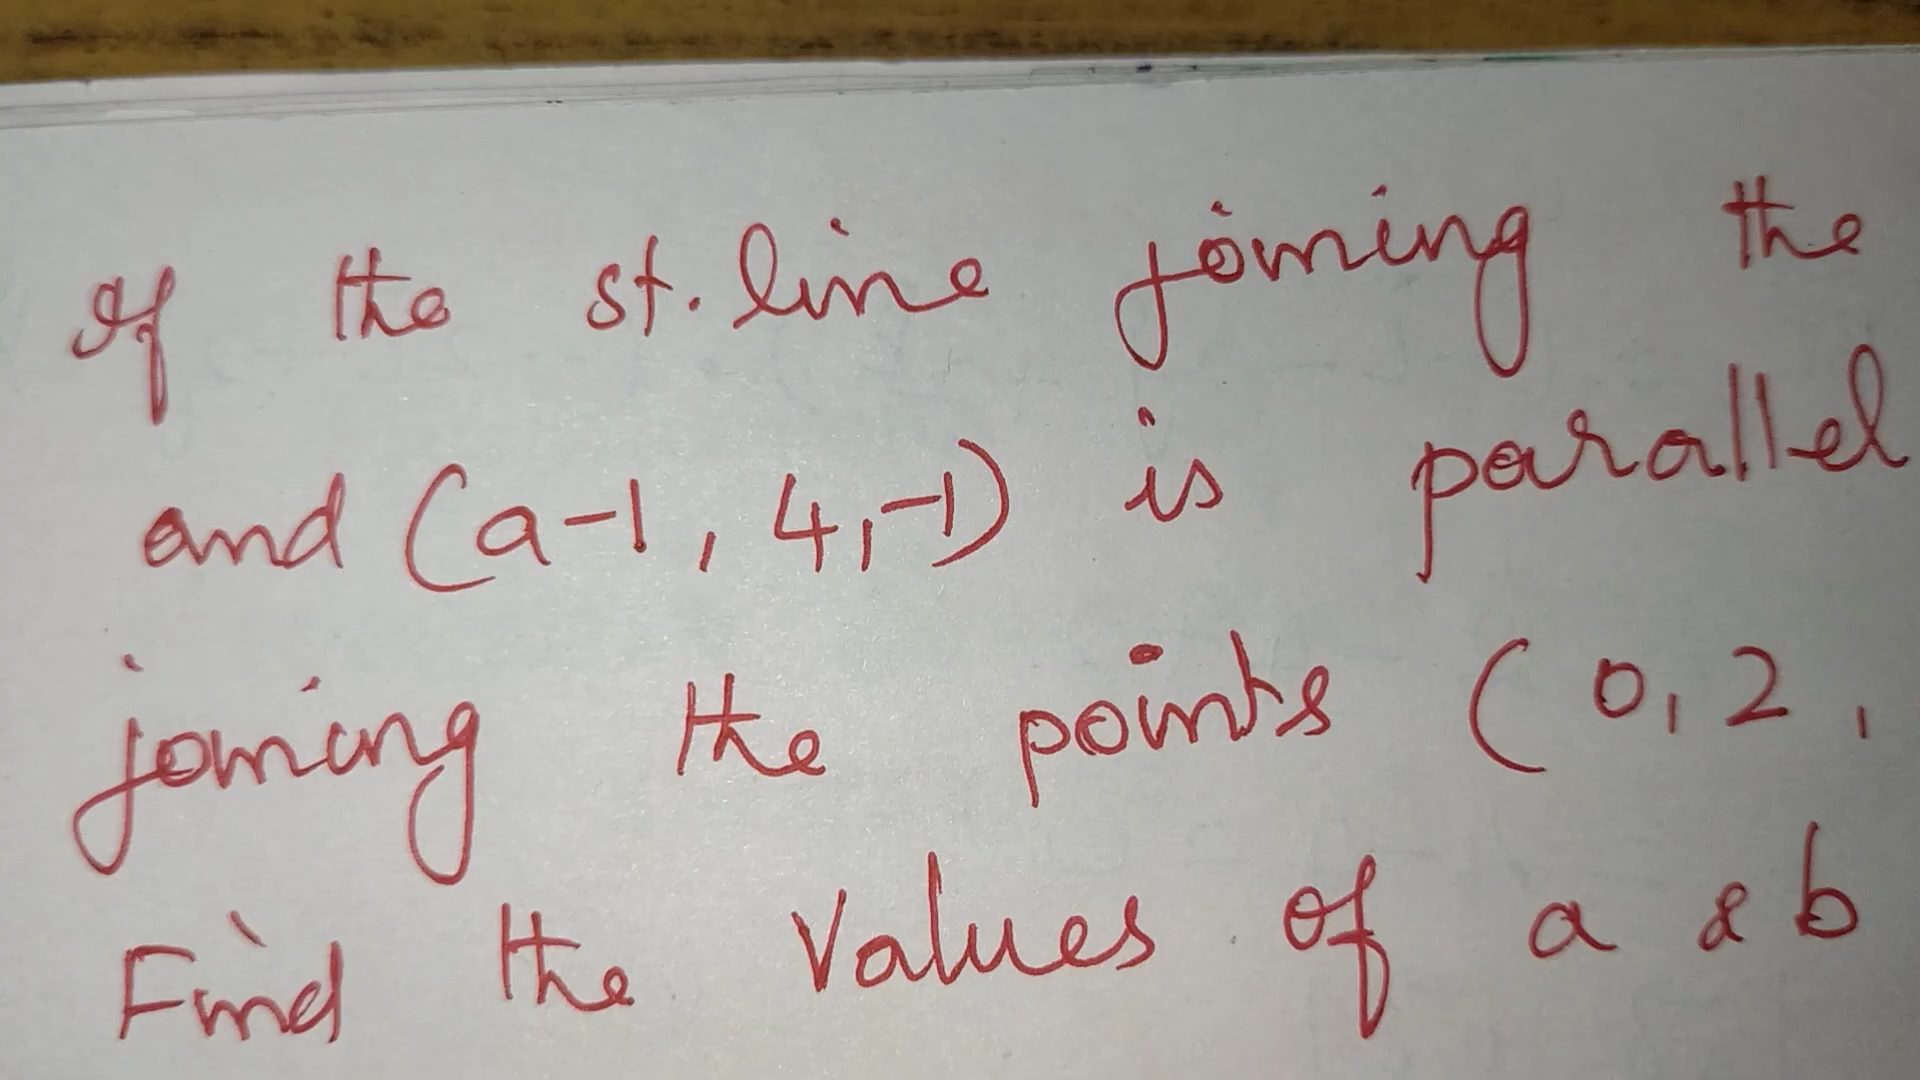 If the st. line joining the
and (a-1, 4, -1) is parallel
joining the points (0, 2,
Find the values of a & b